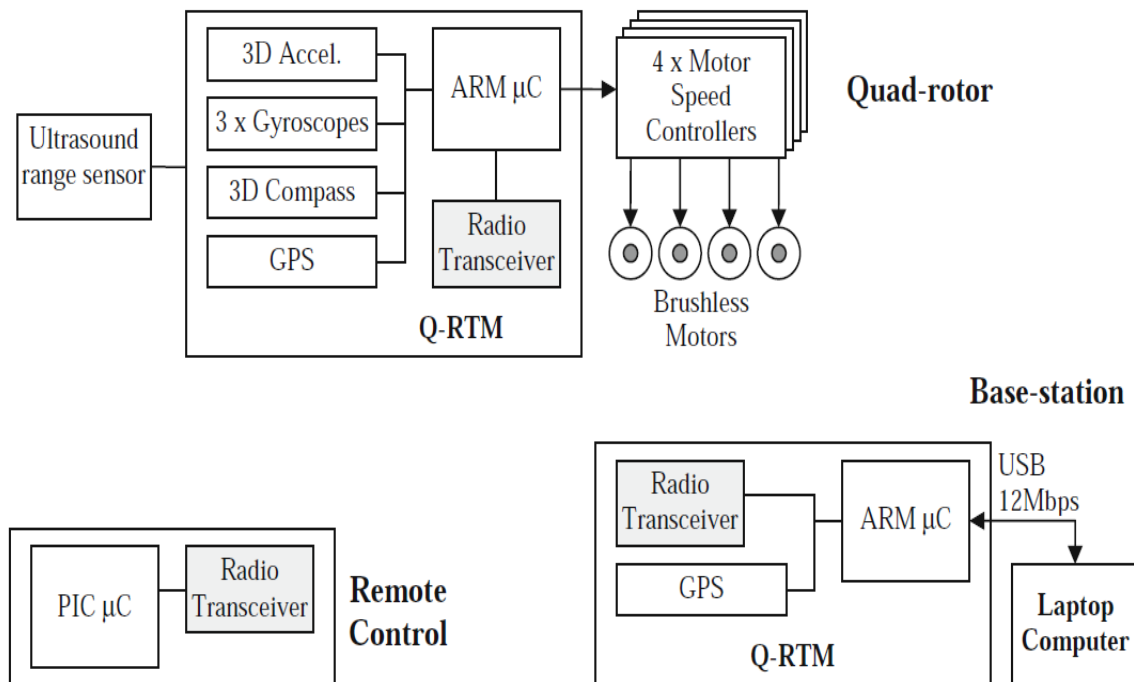 3D Accel.
3 x Gyroscopes
3D Compass
GPS
ARM μC
Radio
Transceiver
Q-RTM
Ultrasound
range sensor
4 x Motor
Speed
Controllers
Brushless
Motors
Quad-rotor
Base-station
Radio
Transceiver
GPS
ARM μC
Q-RTM
USB
12Mbps
Laptop
Computer
PIC μC
Radio
Transceiver
Remote
Control